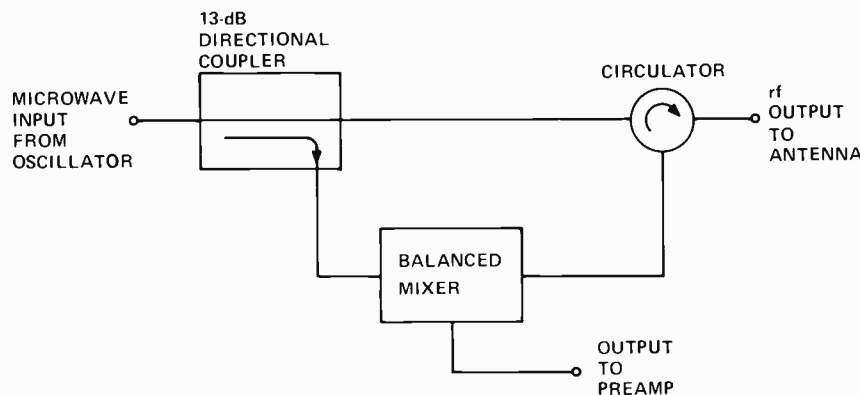 13-dB
DIRECTIONAL
COUPLER
MICROWAVE
INPUT
FROM
OSCILLATOR
CIRCULATOR
rf
OUTPUT
TO
ANTENNA
BALANCED
MIXER
OUTPUT
TO
PREAMP